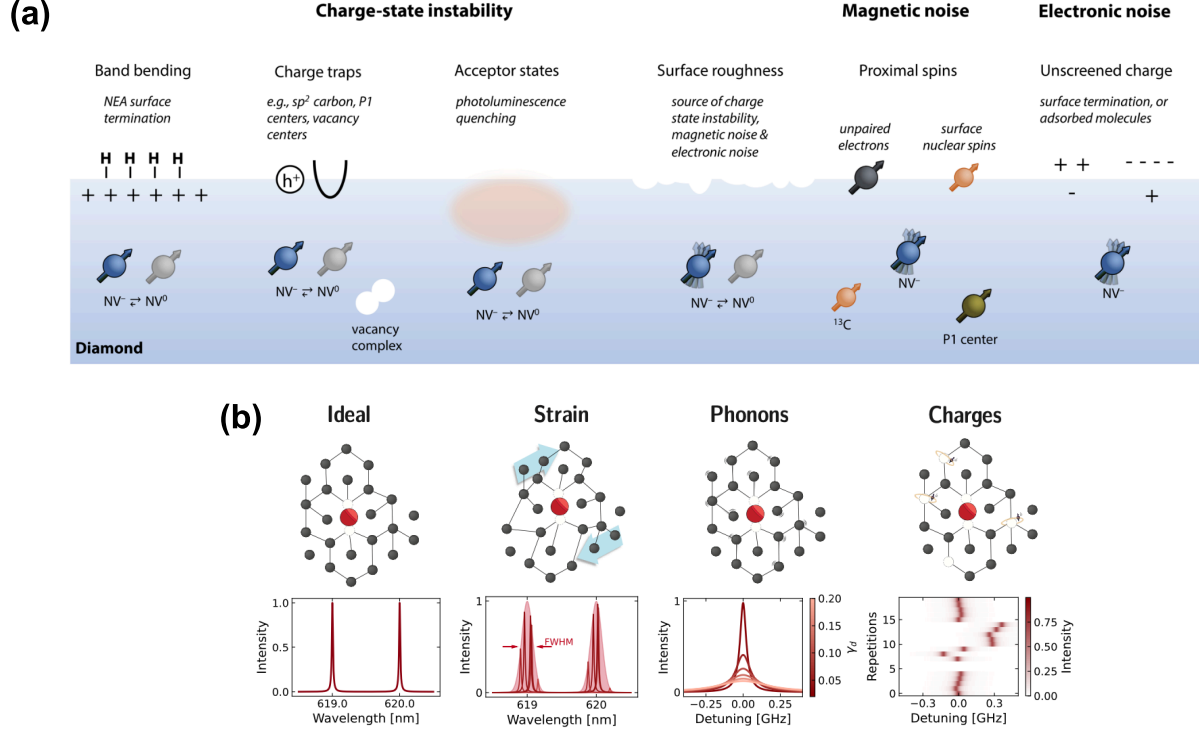 (a)
Charge-state instability
Magnetic noise
Electronic noise
Band bending
NEA surface
termination
Charge traps
e.g., sp² carbon, P1
centers, vacancy
centers
Acceptor states
photoluminescence
quenching
Surface roughness
source of charge
state instability,
magnetic noise &
electronic noise
Proximal spins
unpaired
electrons
surface
nuclear spins
Unscreened charge
surface termination, or
adsorbed molecules
H H H H
+ + + + + +
h⁺
+ +
- - - -
-
+
NV⁻ ⇄ NV⁰
NV⁻ ⇄ NV⁰
NV⁻ ⇄ NV⁰
NV⁻ ⇄ NV⁰
NV⁻
NV⁻
vacancy
complex
¹³C
P1 center
Diamond
(b)
Ideal
Strain
Phonons
Charges
Intensity
1.0
0.5
0.0
619.0 620.0
Wavelength [nm]
Intensity
1
0
FWHM
619 620
Wavelength [nm]
Intensity
1
0
−0.25 0.00 0.25
Detuning [GHz]
0.20
0.15
0.10
0.05
γd
Repetitions
15
10
5
0
−0.3 0.0 0.3
Detuning [GHz]
0.75
0.50
0.25
0.00
Intensity